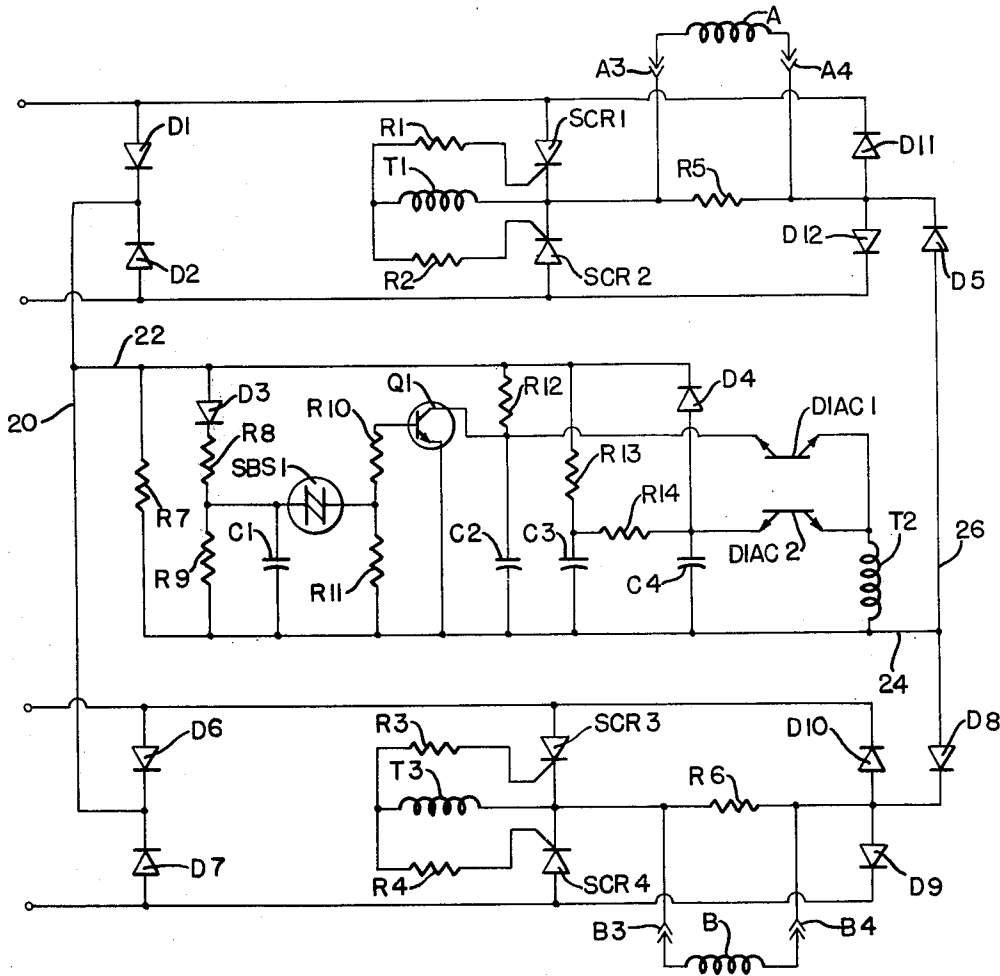 A
A3
A4
D1
R1
SCR1
D11
T1
R5
D12
D2
R2
SCR2
D5
22
20
D3
Q1
R12
D4
DIAC 1
R8
R10
SBS1
R13
R14
R7
T2
C1
C2
C3
DIAC 2
26
R9
R11
C4
24
D6
R3
SCR 3
D10
D8
T3
R6
D7
R4
SCR4
D9
B3
B
B4